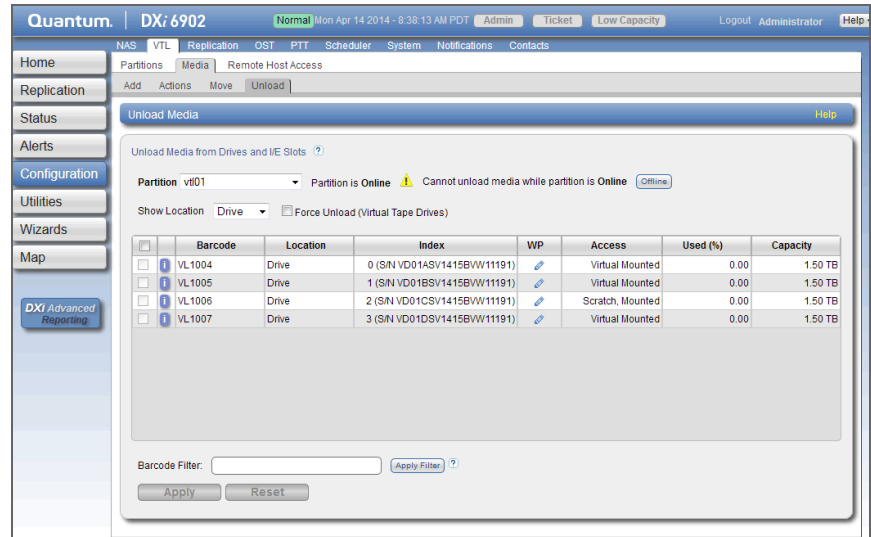 Quantum. DXi 6902 Normal Mon Apr 14 2014 - 8:38:13 AM PDT Admin Ticket Low Capacity Logout Administrator Help
NAS VTL Replication OST PTT Scheduler System Notifications Contacts
Home
Replication
Status
Alerts
Configuration
Utilities
Wizards
Map
DXi Advanced
Reporting
Partitions Media Remote Host Access
Add Actions Move Unload
Unload Media Help
Unload Media from Drives and I/E Slots ?
Partition vtl01 Partition is Online ! Cannot unload media while partition is Online Offline
Show Location Drive Force Unload (Virtual Tape Drives)
Barcode Location Index WP Access Used (%) Capacity
i VL1004 Drive 0 (S/N VD01ASV1415BVW11191) Virtual Mounted 0.00 1.50 TB
i VL1005 Drive 1 (S/N VD01BSV1415BVW11191) Virtual Mounted 0.00 1.50 TB
i VL1006 Drive 2 (S/N VD01CSV1415BVW11191) Scratch, Mounted 0.00 1.50 TB
i VL1007 Drive 3 (S/N VD01DSV1415BVW11191) Virtual Mounted 0.00 1.50 TB
Barcode Filter: Apply Filter ?
Apply Reset